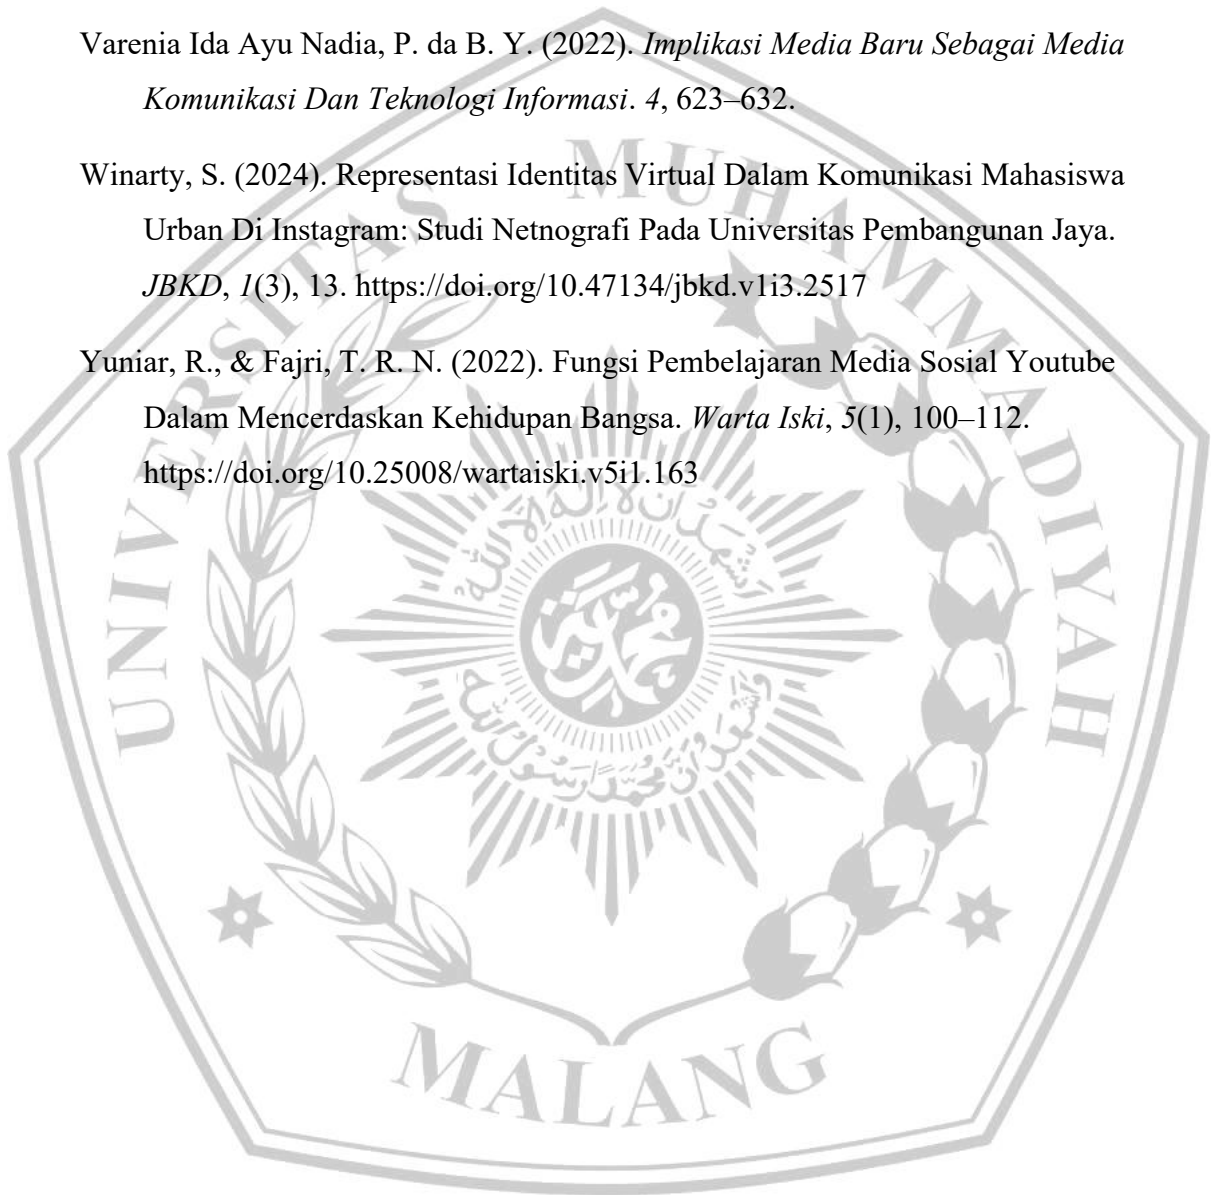 Varenia Ida Ayu Nadia, P. da B. Y. (2022). Implikasi Media Baru Sebagai Media
Komunikasi Dan Teknologi Informasi. 4, 623–632.
Winarty, S. (2024). Representasi Identitas Virtual Dalam Komunikasi Mahasiswa
Urban Di Instagram: Studi Netnografi Pada Universitas Pembangunan Jaya.
JBKD, 1(3), 13. https://doi.org/10.47134/jbkd.v1i3.2517
Yuniar, R., & Fajri, T. R. N. (2022). Fungsi Pembelajaran Media Sosial Youtube
Dalam Mencerdaskan Kehidupan Bangsa. Warta Iski, 5(1), 100–112.
https://doi.org/10.25008/wartaiski.v5i1.163
UNIVERSITAS MUHAMMADIYAH
MALANG